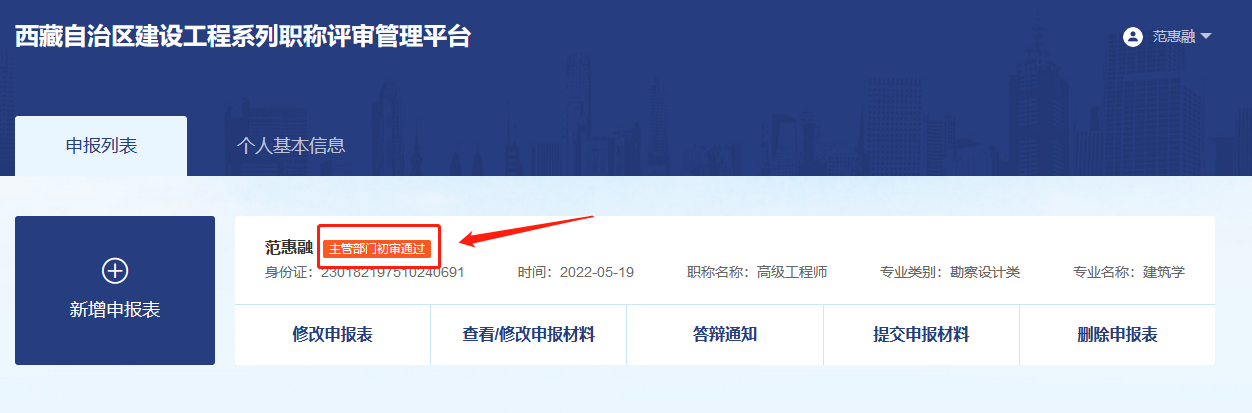 西藏自治区建设工程系列职称评审管理平台
范惠融
申报列表
个人基本信息
新增申报表
范惠融 主管部门初审通过
身份证：230182197510240691 时间：2022-05-19 职称名称：高级工程师 专业类别：勘察设计类 专业名称：建筑学
修改申报表 查看/修改申报材料 答辩通知 提交申报材料 删除申报表